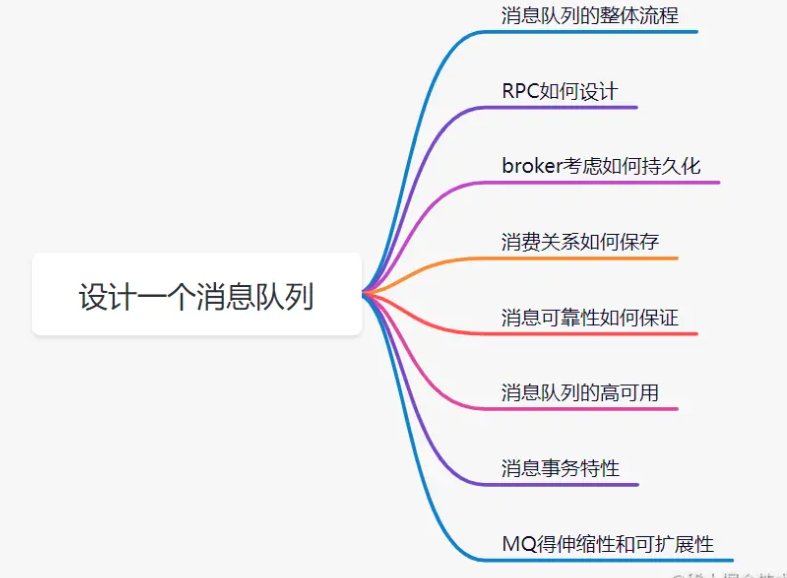 消息队列的整体流程
RPC如何设计
broker考虑如何持久化
消费关系如何保存
设计一个消息队列
消息可靠性如何保证
消息队列的高可用
消息事务特性
MQ得伸缩性和可扩展性